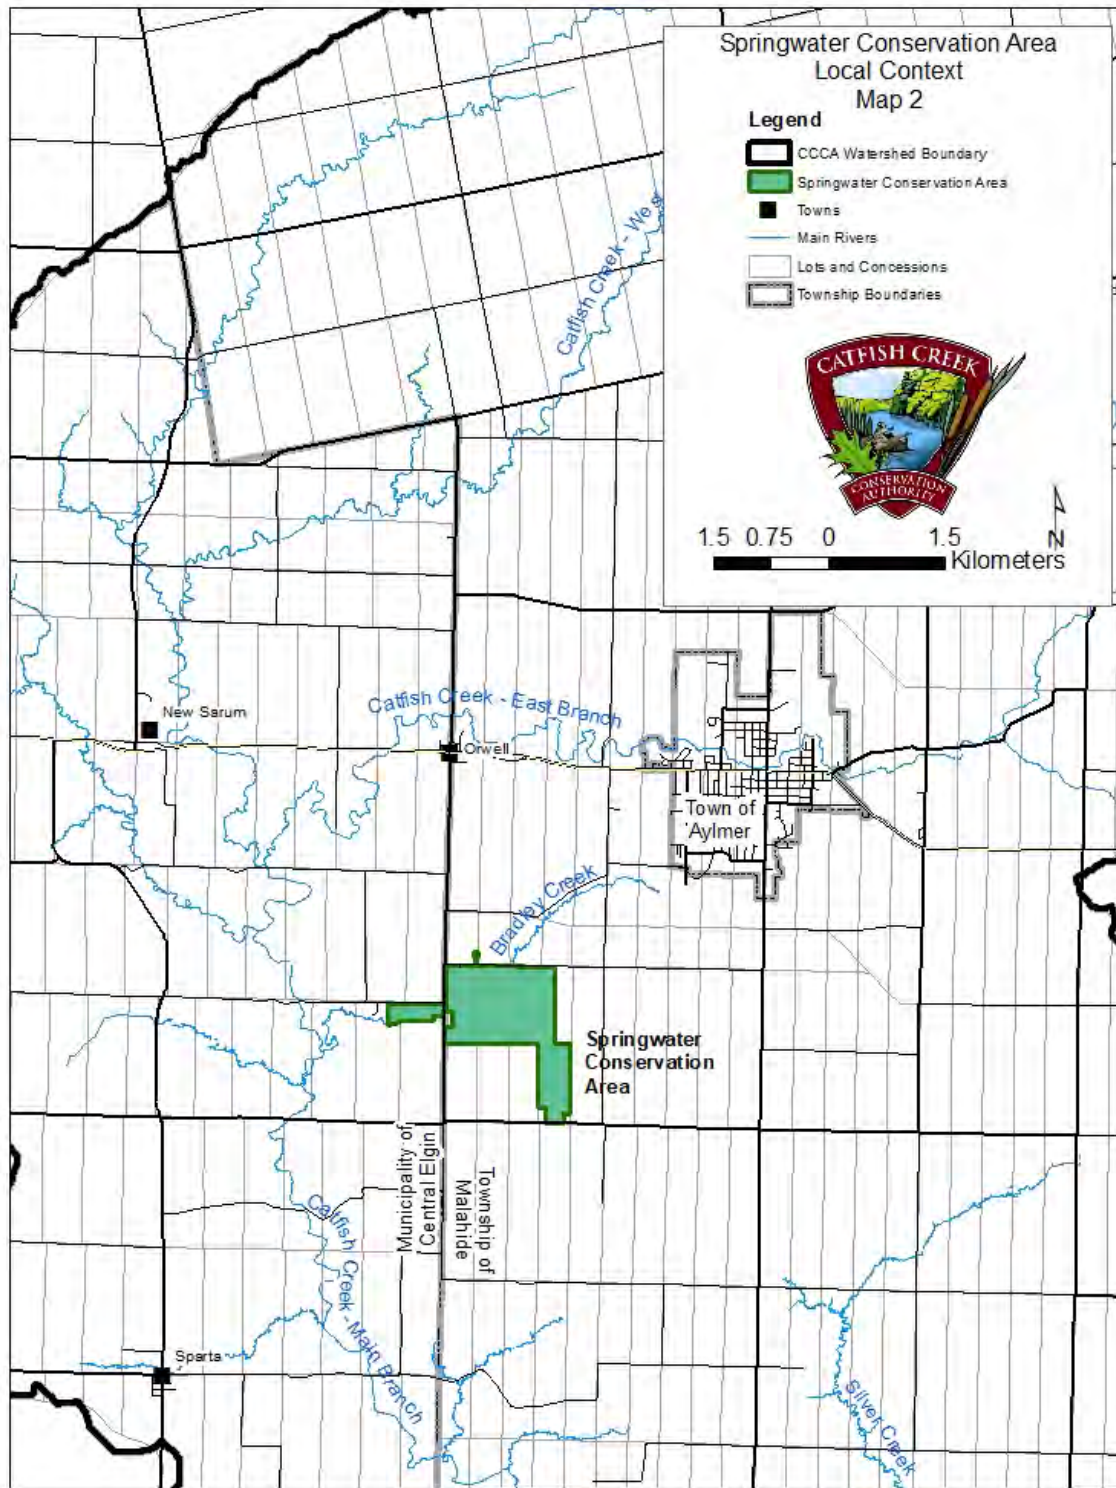 Springwater Conservation Area
Local Context
Map 2
Legend
CCCA Watershed Boundary
Springwater Conservation Area
Towns
Main Rivers
Lots and Concessions
Township Boundaries
CATFISH CREEK
CONSERVATION
AUTHORITY
1.5 0.75 0 1.5
Kilometers
N
Catfish Creek - West
New Sarum
Catfish Creek - East Branch
Orwell
Town of
Aylmer
Bradley Creek
Springwater
Conservation
Area
Municipality of
Central Elgin
Township of
Malahide
Catfish Creek - Main Branch
Sparta
Silver Creek